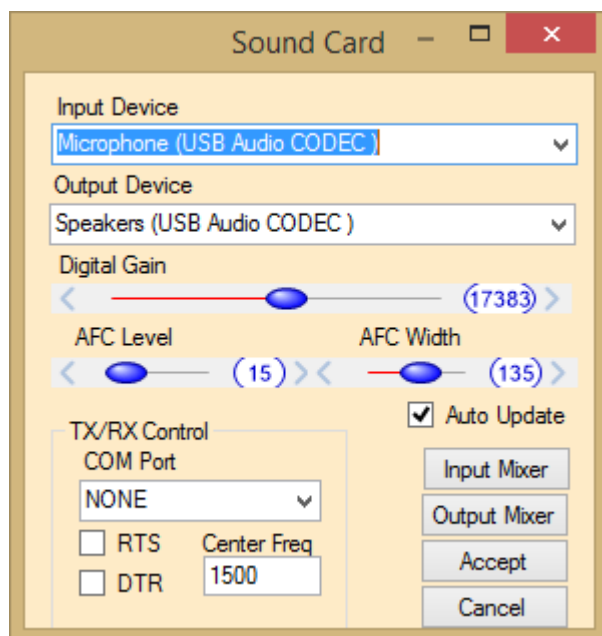 Sound Card
Input Device
Microphone (USB Audio CODEC )
Output Device
Speakers (USB Audio CODEC )
Digital Gain
17383
AFC Level AFC Width
15 135
Auto Update
TX/RX Control
COM Port
Input Mixer
NONE
Output Mixer
RTS Center Freq
Accept
DTR 1500
Cancel